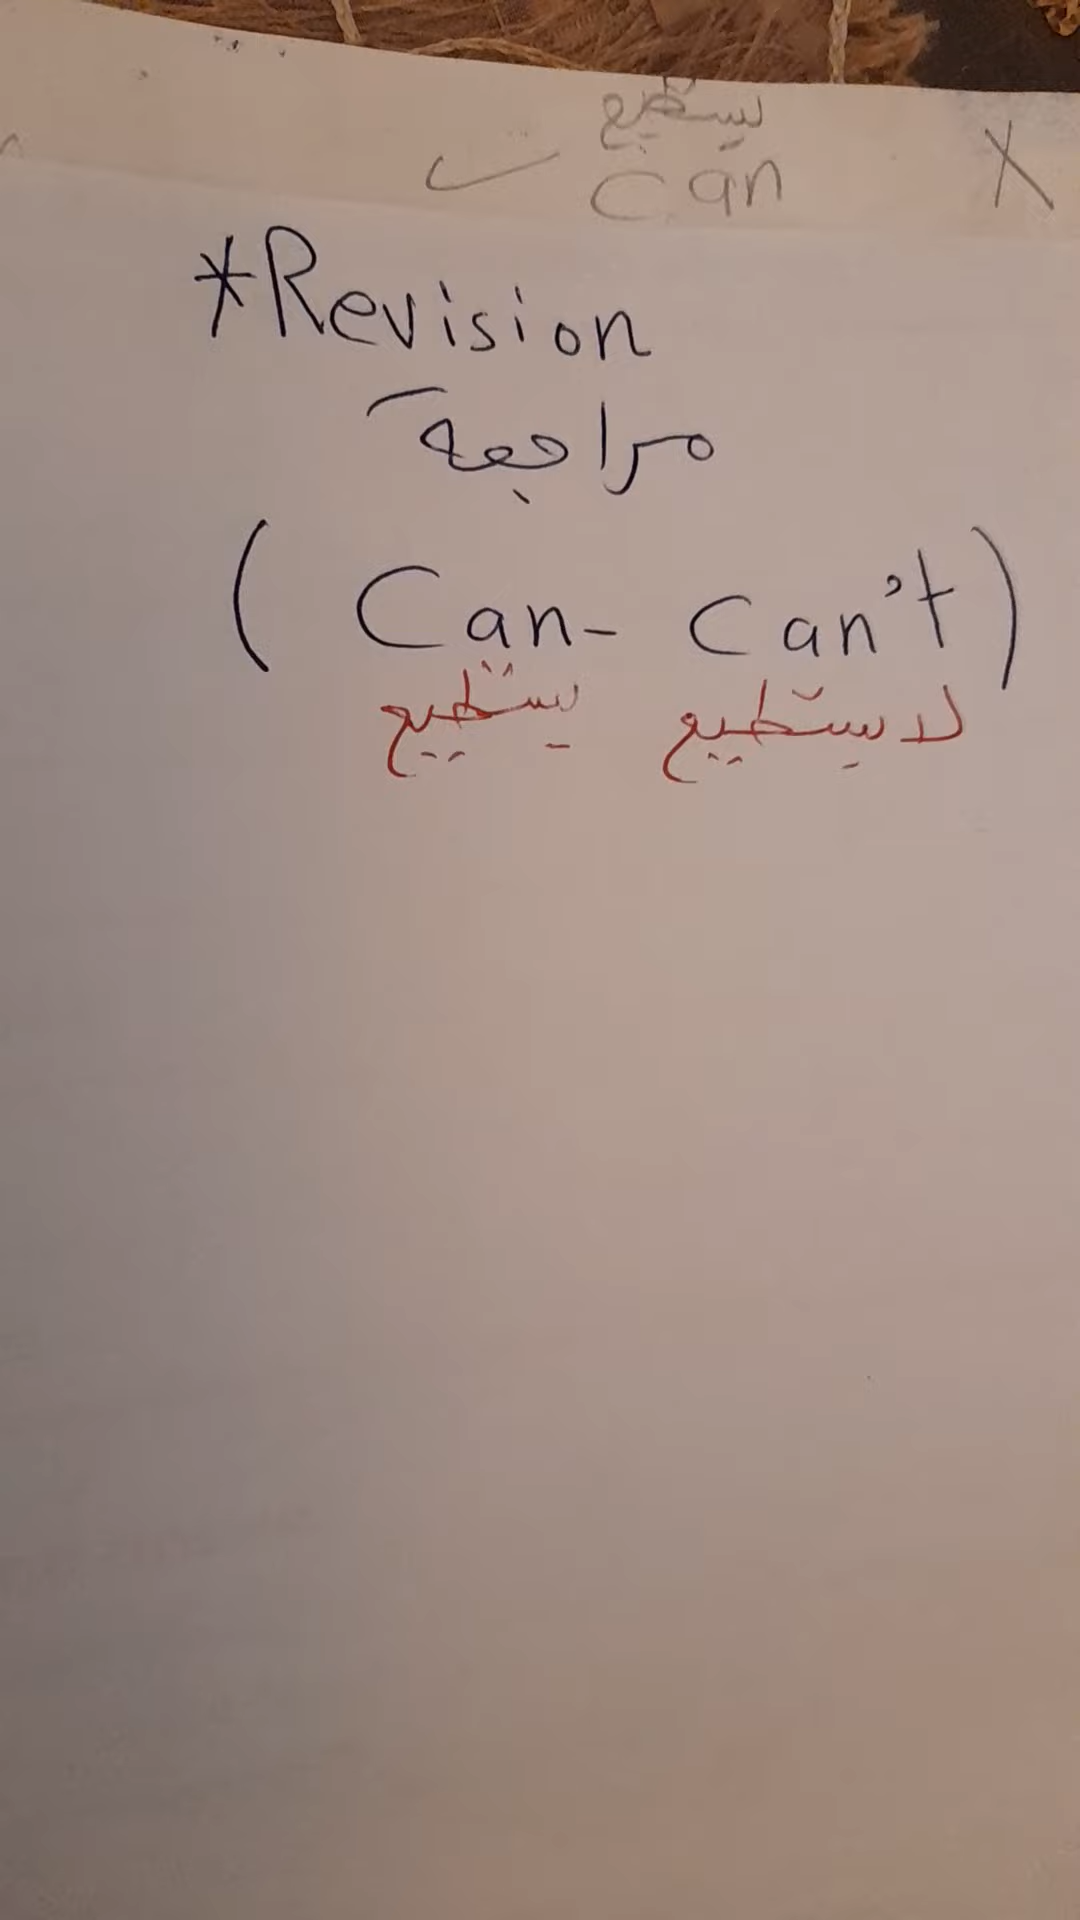 يستطيع
✓ can X
*Revision
مراجعة
( Can - Can't )
يستطيع لا يستطيع